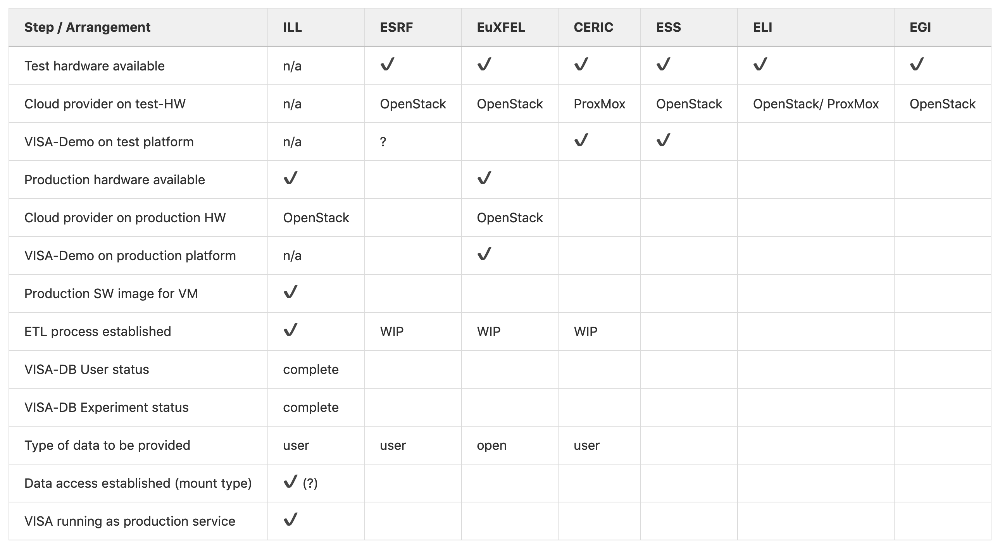 Step / Arrangement ILL ESRF EuXFEL CERIC ESS ELI EGI
Test hardware available n/a ✔ ✔ ✔ ✔ ✔ ✔
Cloud provider on test-HW n/a OpenStack OpenStack ProxMox OpenStack OpenStack/ ProxMox OpenStack
VISA-Demo on test platform n/a ? ✔ ✔
Production hardware available ✔ ✔
Cloud provider on production HW OpenStack OpenStack
VISA-Demo on production platform n/a ✔
Production SW image for VM ✔
ETL process established ✔ WIP WIP WIP
VISA-DB User status complete
VISA-DB Experiment status complete
Type of data to be provided user user open user
Data access established (mount type) ✔ (?)
VISA running as production service ✔